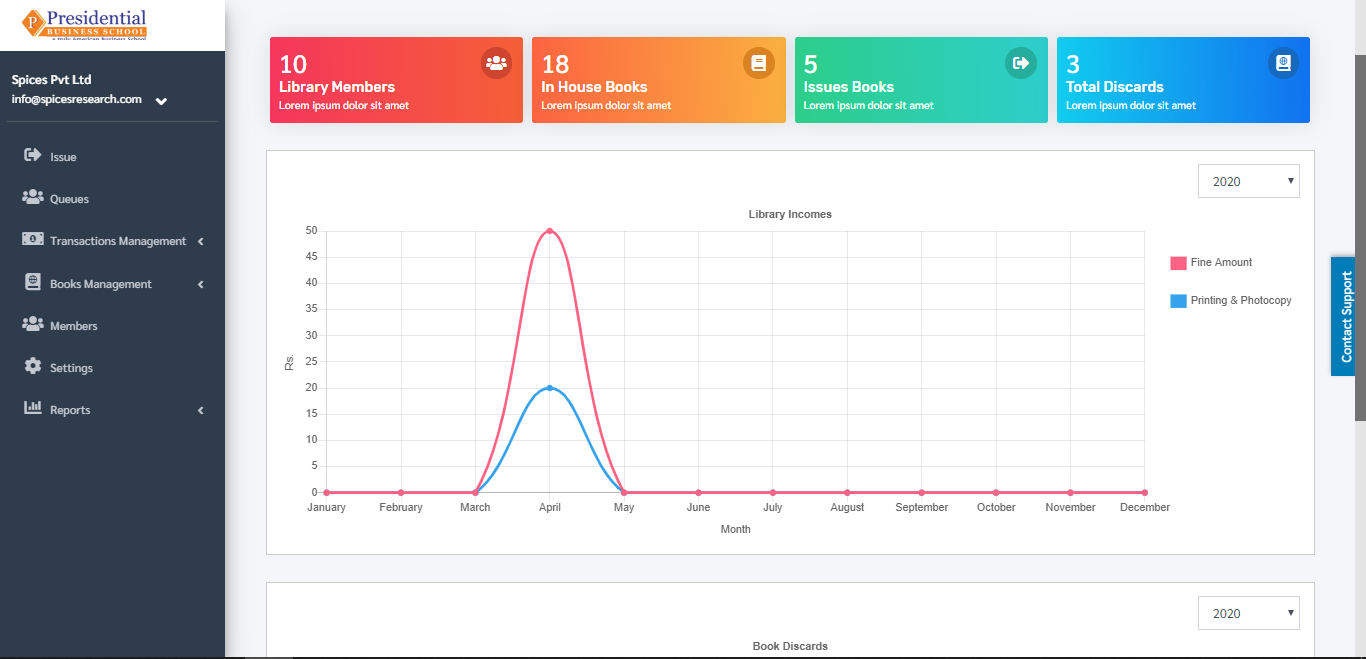 Presidential
BUSINESS SCHOOL
a truly American Business School
Spices Pvt Ltd
info@spicesresearch.com
Issue
Queues
Transactions Management
Books Management
Members
Settings
Reports
10
Library Members
Lorem ipsum dolor sit amet
18
In House Books
Lorem ipsum dolor sit amet
5
Issues Books
Lorem ipsum dolor sit amet
3
Total Discards
Lorem ipsum dolor sit amet
2020
Library Incomes
50
45
40
35
30
25
20
15
10
5
0
Rs.
January February March April May June July August September October November December
Month
Fine Amount
Printing & Photocopy
Contact Support
2020
Book Discards